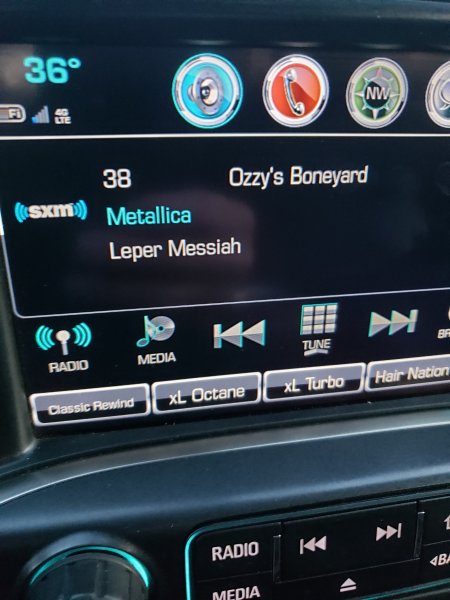 36°
NW
Fi
4G
LTE
38 Ozzy's Boneyard
((sxm))
Metallica
Leper Messiah
RADIO
MEDIA
TUNE
Classic Rewind
xL Octane
xL Turbo
Hair Nation
RADIO
MEDIA